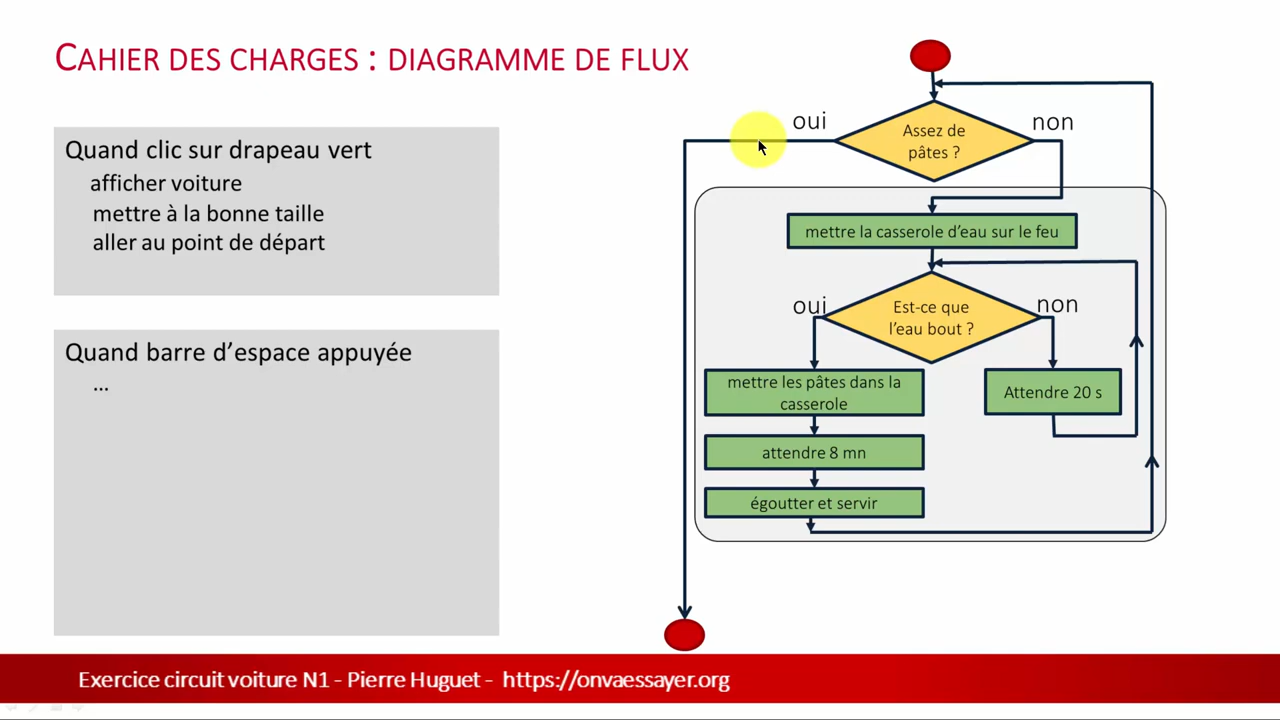 CAHIER DES CHARGES : DIAGRAMME DE FLUX
Quand clic sur drapeau vert
afficher voiture
mettre à la bonne taille
aller au point de départ
Quand barre d’espace appuyée
...
oui
Assez de
pâtes ?
non
mettre la casserole d’eau sur le feu
oui
Est-ce que
l’eau bout ?
non
mettre les pâtes dans la
casserole
Attendre 20 s
attendre 8 mn
égoutter et servir
Exercice circuit voiture N1 - Pierre Huguet - https://onvaessayer.org